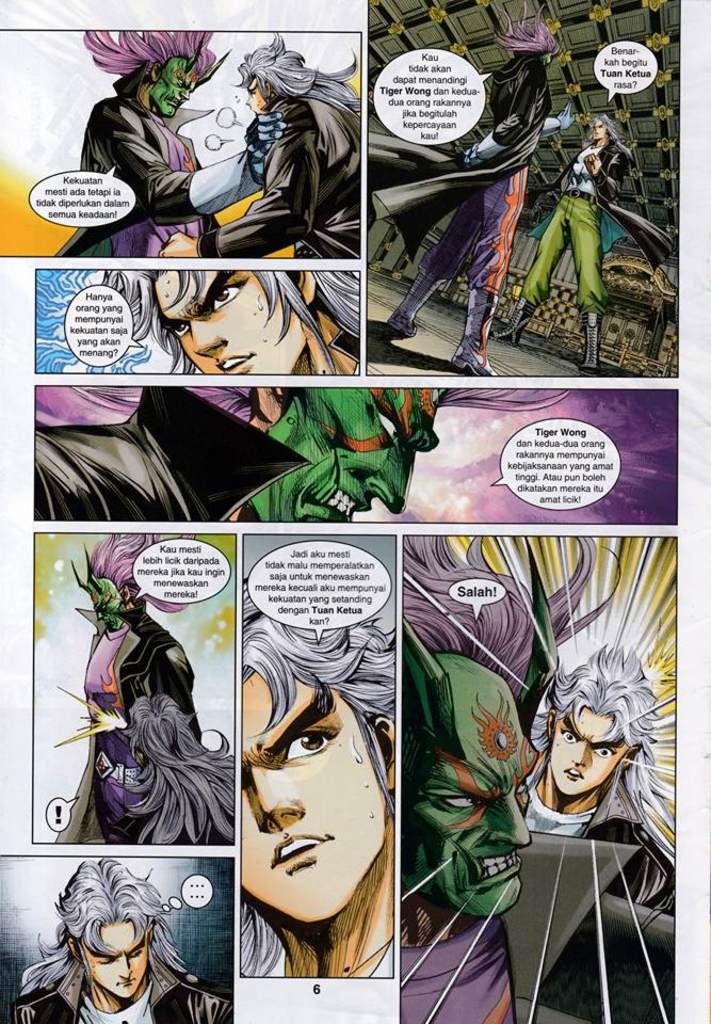 Kekuatan
mesti ada tetapi ia
tidak diperlukan dalam
semua keadaan!
Kau
tidak akan
dapat menandingi
Tiger Wong dan kedua-
dua orang rakannya
jika begitulah
kepercayaan
kau!
Benar-
kah begitu
Tuan Ketua
rasa?
Hanya
orang yang
mempunyai
kekuatan saja
yang akan
menang?
Tiger Wong
dan kedua-dua orang
rakannya mempunyai
kebijaksanaan yang amat
tinggi. Atau pun boleh
dikatakan mereka itu
amat licik!
Kau mesti
lebih licik daripada
mereka jika kau ingin
menewaskan
mereka!
!
...
...
Jadi aku mesti
tidak malu memperalatkan
saja untuk menewaskan
mereka kecuali aku mempunyai
kekuatan yang setanding
dengan Tuan Ketua
kan?
Salah!
6